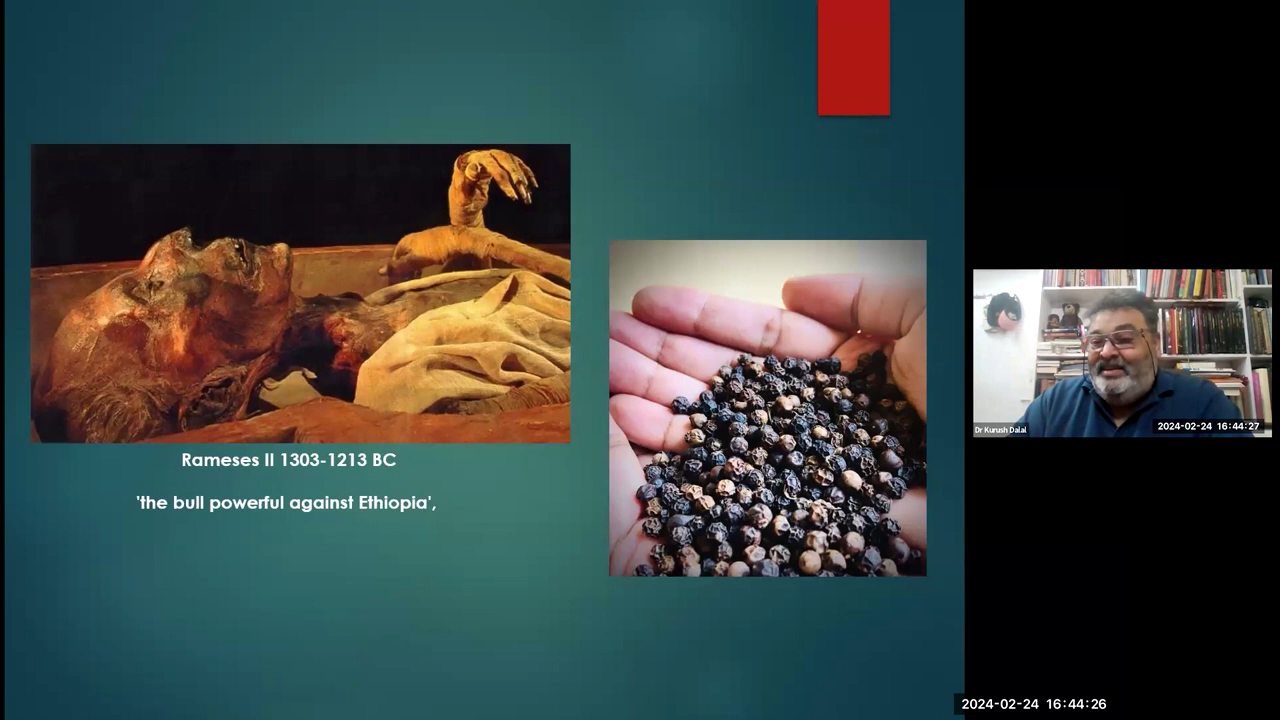 Rameses II 1303-1213 BC
'the bull powerful against Ethiopia',
Dr Kurush Dalal
2024-02-24 16:44:27
2024-02-24 16:44:26